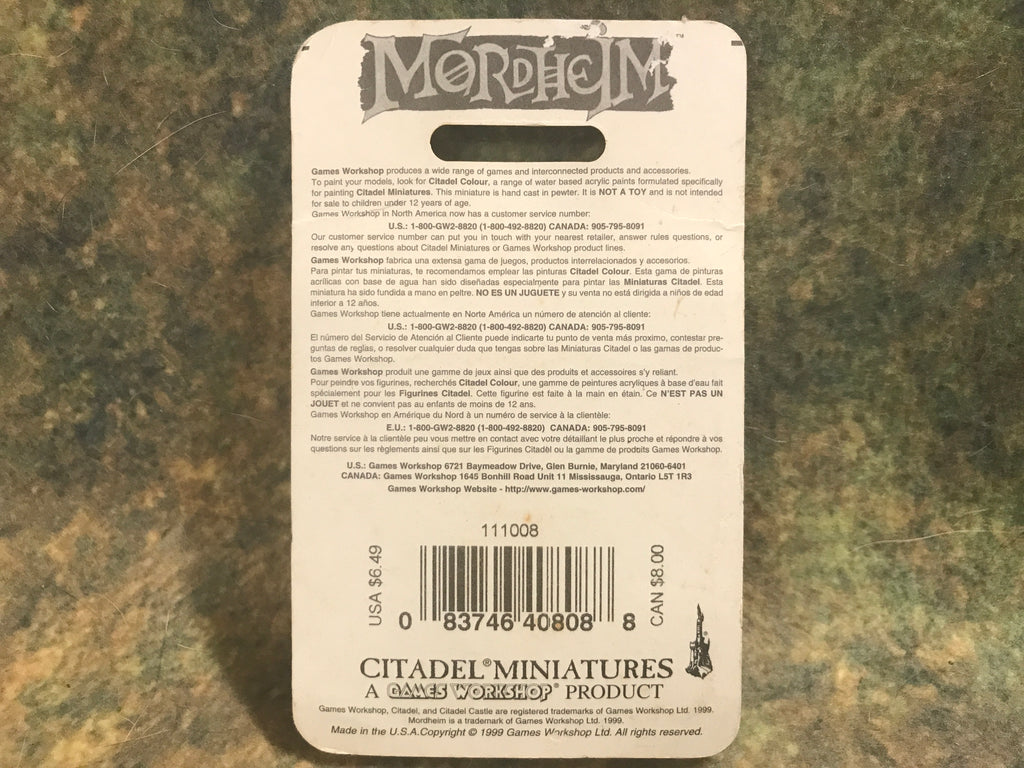 MORDHEIM™
Games Workshop produces a wide range of games and interconnected products and accessories.
To paint your models, look for Citadel Colour, a range of water based acrylic paints formulated specifically
for painting Citadel Miniatures. This miniature is hand cast in pewter. It is NOT A TOY and is not intended
for sale to children under 12 years of age.
Games Workshop in North America now has a customer service number:
U.S.: 1-800-GW2-8820 (1-800-492-8820) CANADA: 905-795-8091
Our customer service number can put you in touch with your nearest retailer, answer rules questions, or
resolve any questions about Citadel Miniatures or Games Workshop product lines.
Games Workshop fabrica una extensa gama de juegos, productos interrelacionados y accesorios.
Para pintar tus miniaturas, te recomendamos emplear las pinturas Citadel Colour. Esta gama de pinturas
acrílicas con base de agua han sido diseñadas especialmente para pintar las Miniaturas Citadel. Esta
miniatura ha sido fundida a mano en peltre. NO ES UN JUGUETE y su venta no está dirigida a niños de edad
interior a 12 años.
Games Workshop tiene actualmente en Norte América un número de atención al cliente:
U.S.: 1-800-GW2-8820 (1-800-492-8820) CANADA: 905-795-8091
El número del Servicio de Atención al Cliente puede indicarte tu punto de venta más proximo, contestar pre-
guntas de reglas, o resolver cualquier duda que tengas sobre las Miniaturas Citadel o las gamas de produc-
tos Games Workshop.
Games Workshop produit une gamme de jeux ainsi que des produits et accessoires s'y reliant.
Pour peindre vos figurines, recherchés Citadel Colour, une gamme de peintures acryliques à base d'eau fait
spécialement pour les Figurines Citadel. Cette figurine est faite à la main en étain. Ce N'EST PAS UN
JOUET et ne convient pas au enfants de moins de 12 ans.
Games Workshop en Amérique du Nord à un numéro de service à la clientèle:
E.U.: 1-800-GW2-8820 (1-800-492-8820) CANADA: 905-795-8091
Notre service à la clientèle peu vous mettre en contact avec votre détaillant le plus proche et répondre à vos
questions sur les règlements ainsi que sur les Figurines Citadel ou la gamme de produits Games Workshop.
U.S.: Games Workshop 6721 Baymeadow Drive, Glen Burnie, Maryland 21060-6401
CANADA: Games Workshop 1645 Bonhill Road Unit 11 Mississauga, Ontario L5T 1R3
Games Workshop Website - http://www.games-workshop.com/
111008
USA $6.49
CAN $8.00
0 83746 40808 8
CITADEL® MINIATURES
A GAMES WORKSHOP® PRODUCT
Games Workshop, Citadel, and Citadel Castle are registered trademarks of Games Workshop Ltd. 1999.
Mordheim is a trademark of Games Workshop Ltd. 1999.
Made in the U.S.A.Copyright © 1999 Games Workshop Ltd. All rights reserved.